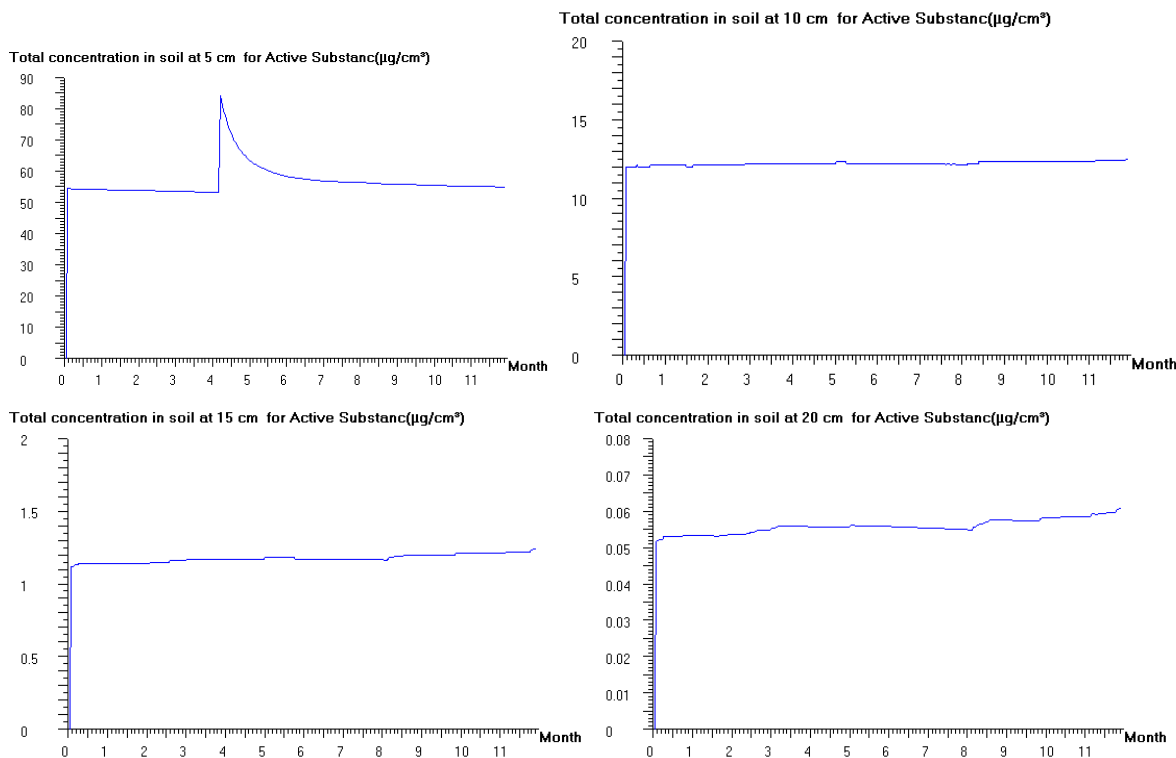 Total concentration in soil at 5 cm for Active Substanc(µg/cm³)
90
80
70
60
50
40
30
20
10
0
0 1 2 3 4 5 6 7 8 9 10 11
Month
Total concentration in soil at 10 cm for Active Substanc(µg/cm³)
20
15
10
5
0
0 1 2 3 4 5 6 7 8 9 10 11
Month
Total concentration in soil at 15 cm for Active Substanc(µg/cm³)
2
1.5
1
0.5
0
0 1 2 3 4 5 6 7 8 9 10 11
Month
Total concentration in soil at 20 cm for Active Substanc(µg/cm³)
0.08
0.07
0.06
0.05
0.04
0.03
0.02
0.01
0
0 1 2 3 4 5 6 7 8 9 10 11
Month